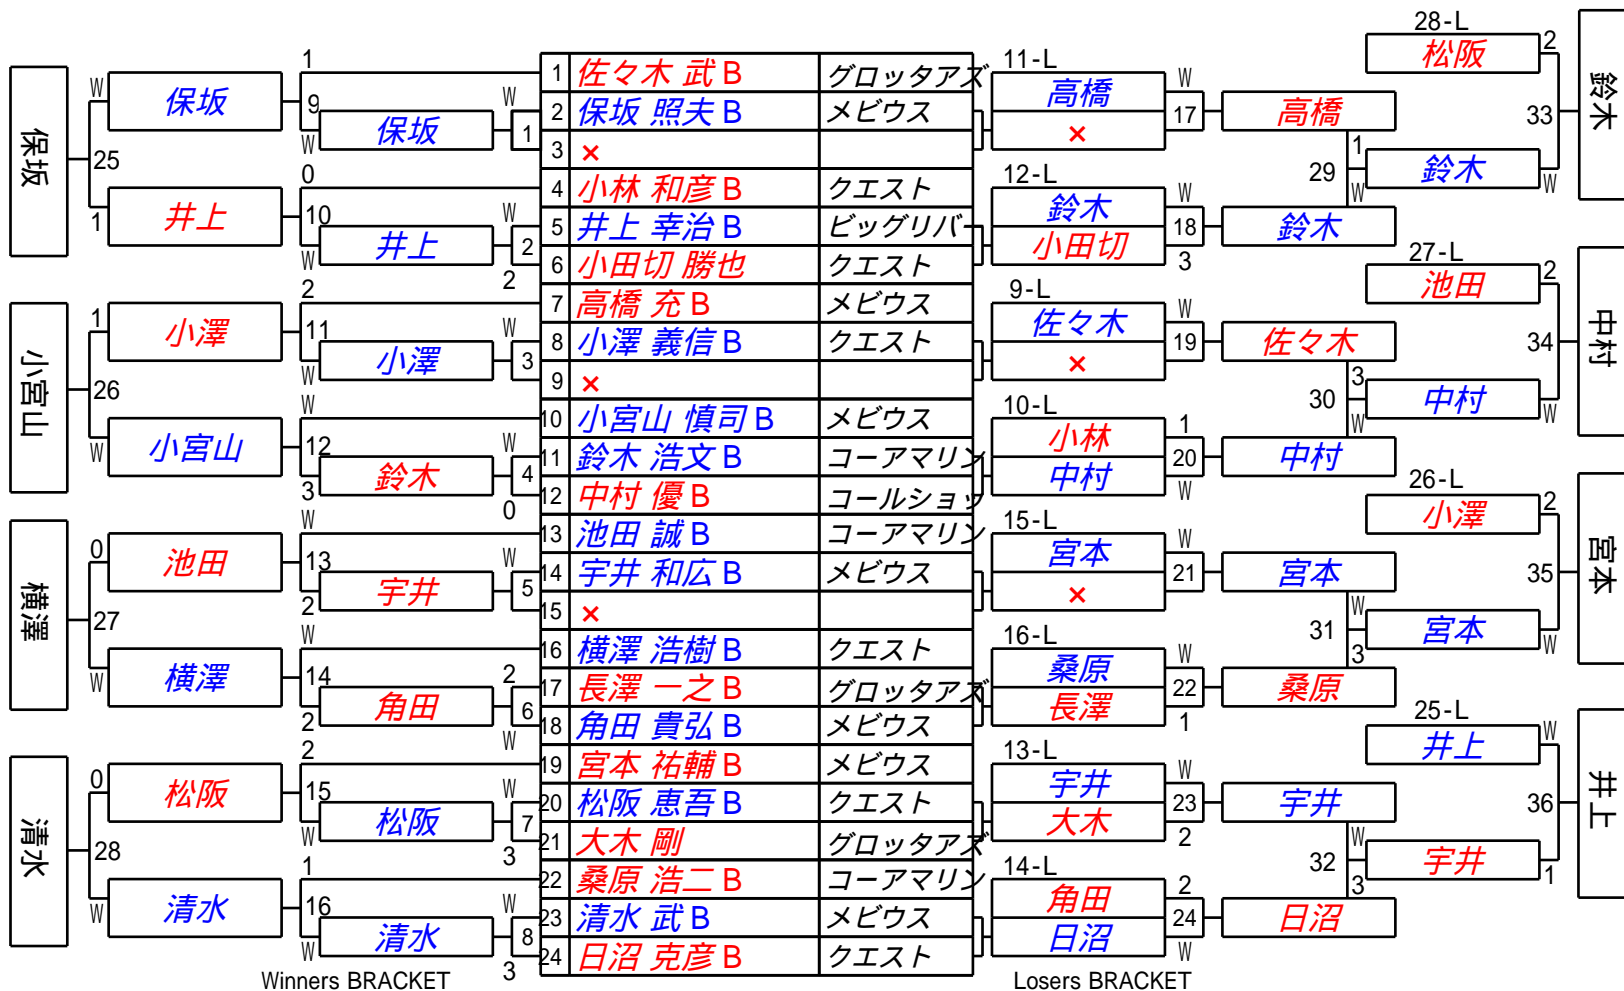 保坂
小宮山
横澤
清水
W 保坂
25
1 井上
1 小澤
26
W 小宮山
0 池田
27
W 横澤
0 松阪
28
W 清水
1
9 保坂
W
0
10 井上
W
2
11 小澤
W
W
12 鈴木
3
W
13 宇井
2
W
14 角田
2
2
15 松阪
W
1
16 清水
W
W 1
W 2 2
W 3
W 4 0
W 5
2 6 W
W 7 3
W 8 3
1 佐々木 武 B グロッタアズ
2 保坂 照夫 B メビウス
3 ×
4 小林 和彦 B クエスト
5 井上 幸治 B ビッグリバー
6 小田切 勝也 クエスト
7 高橋 充 B メビウス
8 小澤 義信 B クエスト
9 ×
10 小宮山 慎司 B メビウス
11 鈴木 浩文 B コーアマリン
12 中村 優 B コールショッ
13 池田 誠 B コーアマリン
14 宇井 和広 B メビウス
15 ×
16 横澤 浩樹 B クエスト
17 長澤 一之 B グロッタアズ
18 角田 貴弘 B メビウス
19 宮本 祐輔 B メビウス
20 松阪 恵吾 B クエスト
21 大木 剛 グロッタアズ
22 桑原 浩二 B コーアマリン
23 清水 武 B メビウス
24 日沼 克彦 B クエスト
11-L
高橋 W
× 17
12-L
鈴木 W
18
小田切 3
9-L
佐々木 W
× 19
10-L
小林 1
20
中村 W
15-L
宮本 W
× 21
16-L
桑原 W
22
長澤 1
13-L
宇井 W
23
大木 2
14-L
角田 2
24
日沼 W
高橋
1
29
W
鈴木
佐々木
3
30
W
中村
宮本
W
31
3
桑原
宇井
W
32
3
日沼
28-L
松阪 2
33
鈴木 W
27-L
池田 2
34
中村 W
26-L
小澤 2
35
宮本 W
25-L
井上 W
36
宇井 1
鈴木
中村
宮本
井上
Winners BRACKET
Losers BRACKET